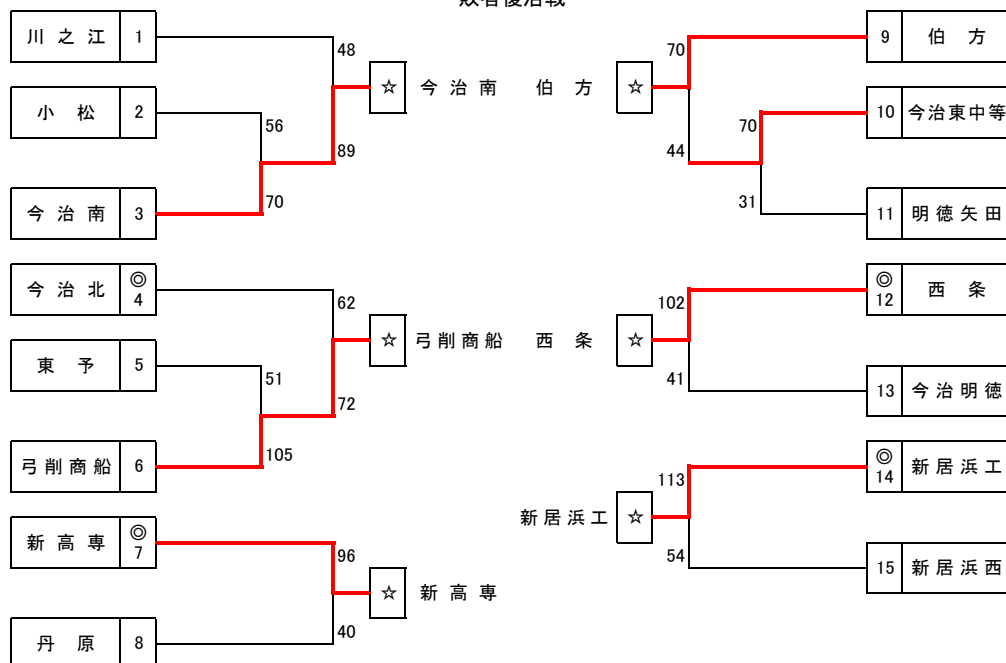 敗者復活戦
川之江 1
48
☆ 今治南
小松 2
56
89
今治南 3
70
今治北 ◎ 4
62
☆ 弓削商船
東予 5
51
72
弓削商船 6
105
新高専 ◎ 7
96
☆ 新高専
丹原 8
40
9 伯方
70
伯方 ☆
10 今治東中等
70
44
11 明徳矢田
31
◎ 12 西条
102
西条 ☆
41
13 今治明徳
◎ 14 新居浜工
113
新居浜工 ☆
54
15 新居浜西